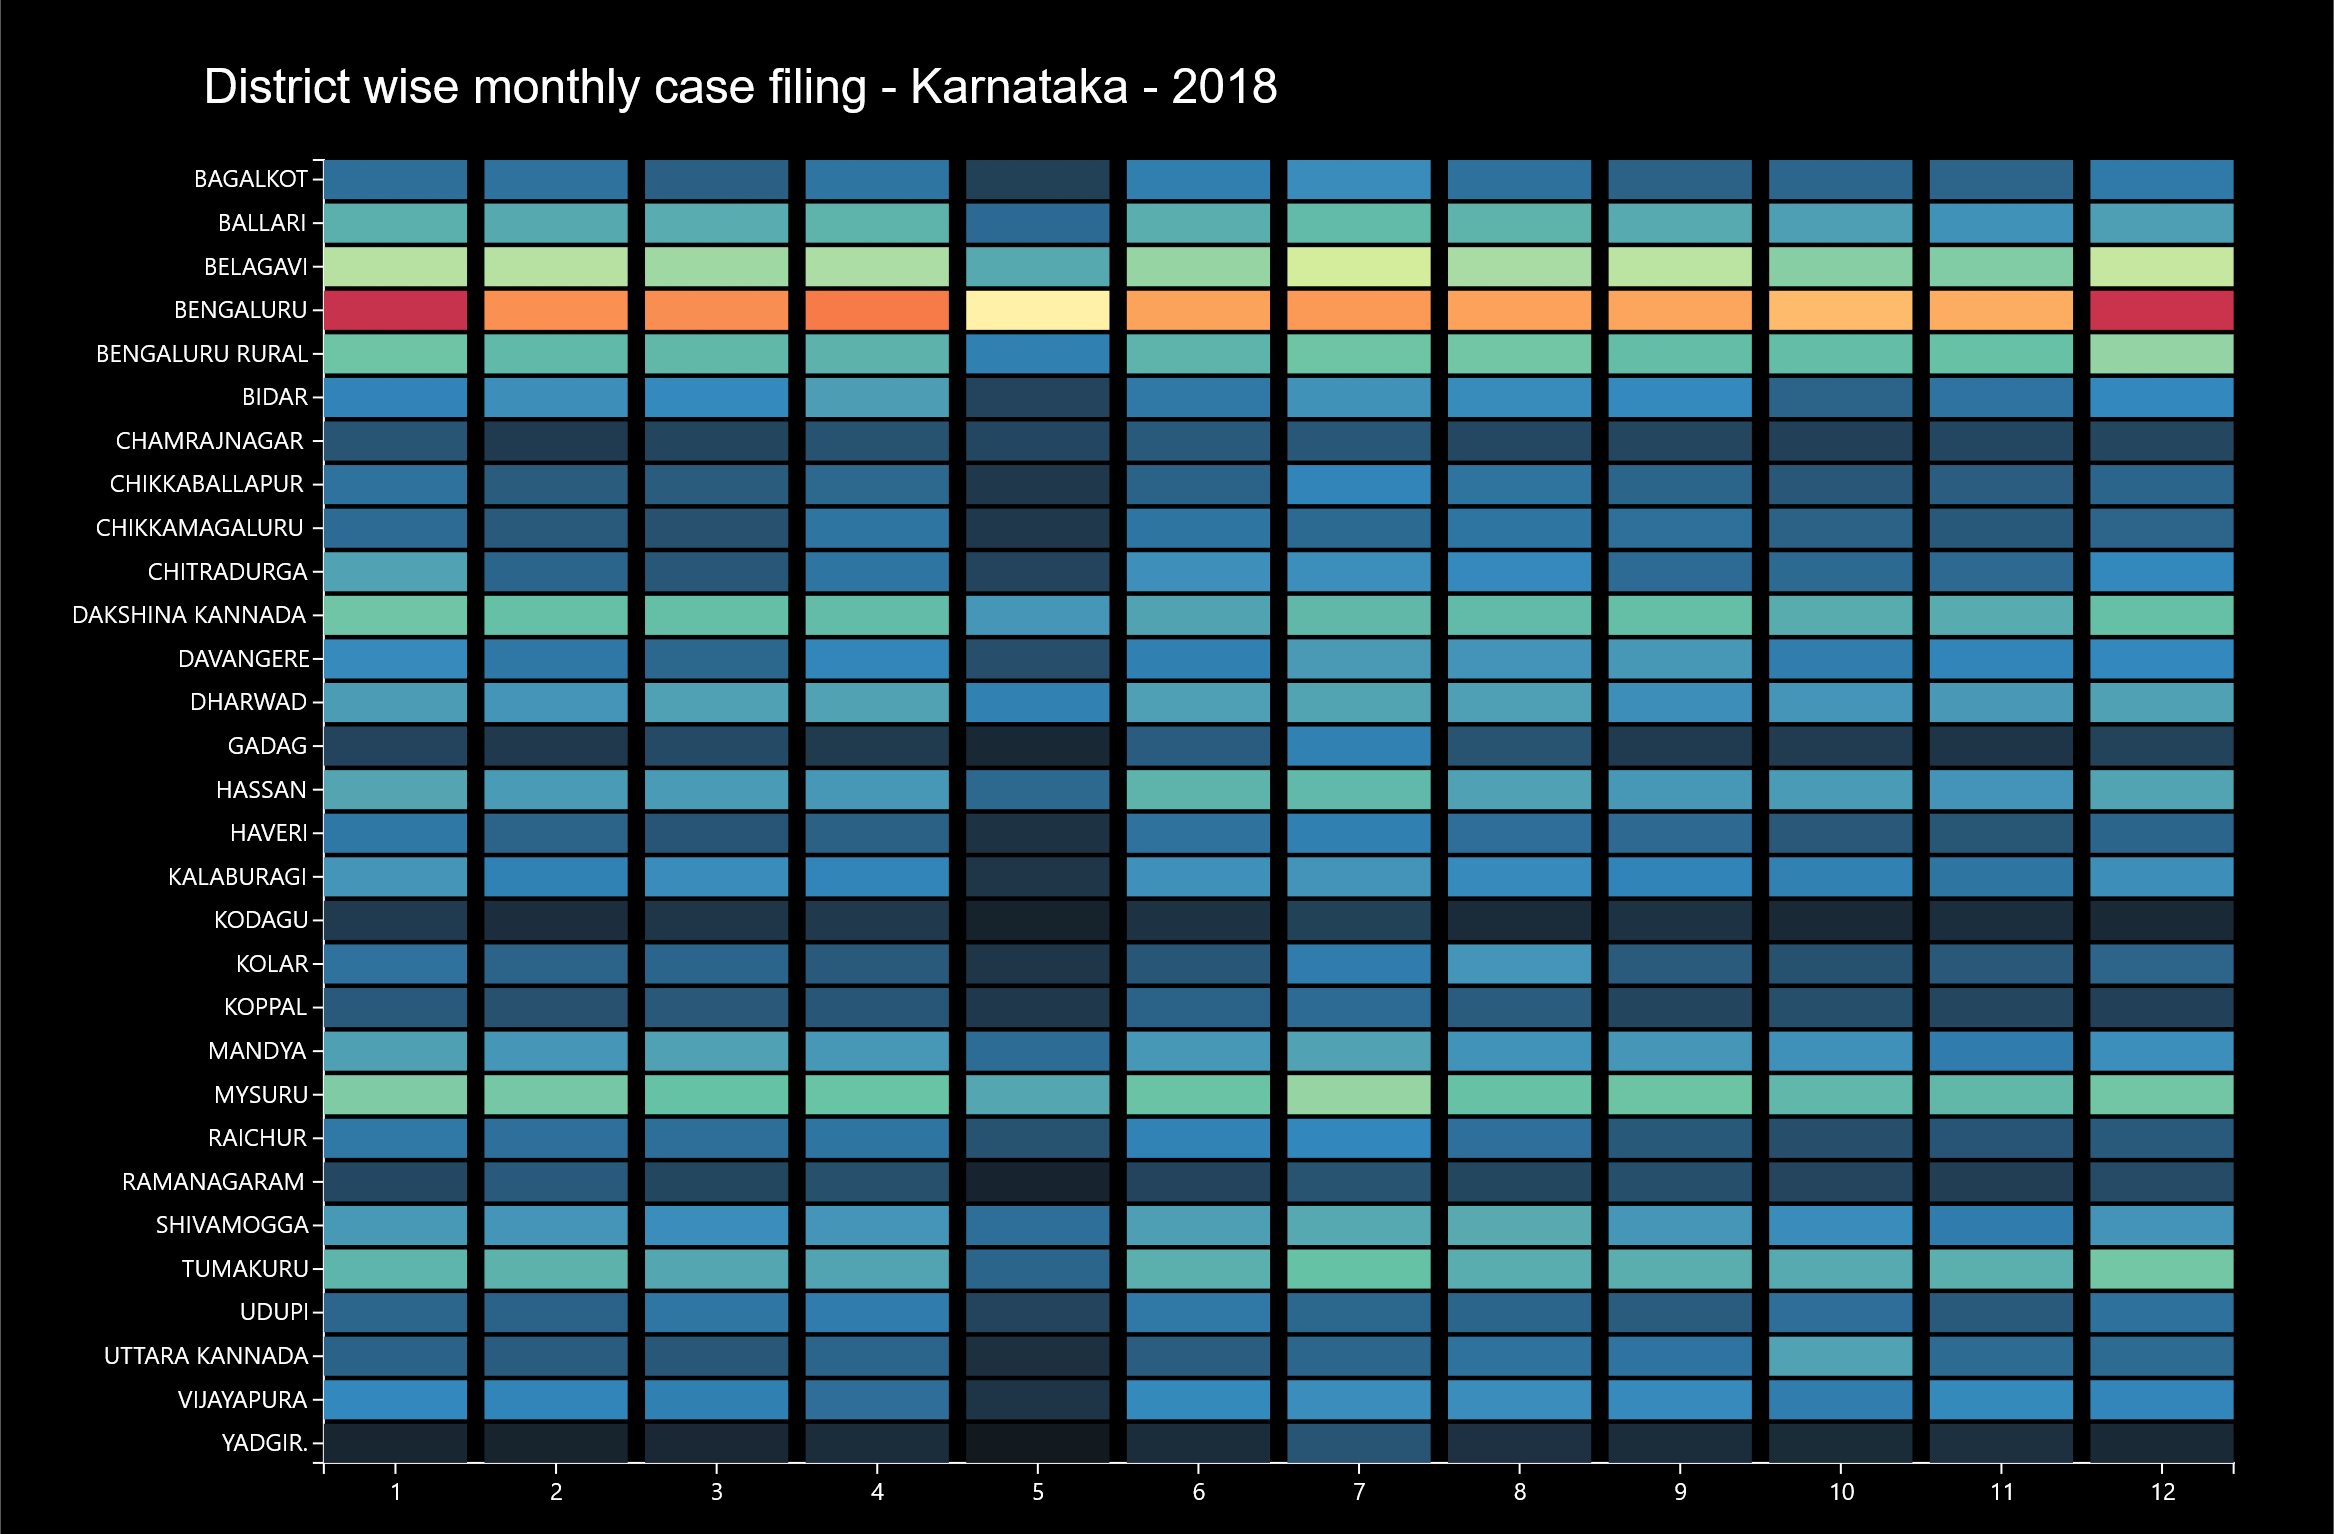 District wise monthly case filing - Karnataka - 2018
BAGALKOT
BALLARI
BELAGAVI
BENGALURU
BENGALURU RURAL
BIDAR
CHAMRAJNAGAR
CHIKKABALLAPUR
CHIKKAMAGALURU
CHITRADURGA
DAKSHINA KANNADA
DAVANGERE
DHARWAD
GADAG
HASSAN
HAVERI
KALABURAGI
KODAGU
KOLAR
KOPPAL
MANDYA
MYSURU
RAICHUR
RAMANAGARAM
SHIVAMOGGA
TUMAKURU
UDUPI
UTTARA KANNADA
VIJAYAPURA
YADGIR.
1 2 3 4 5 6 7 8 9 10 11 12